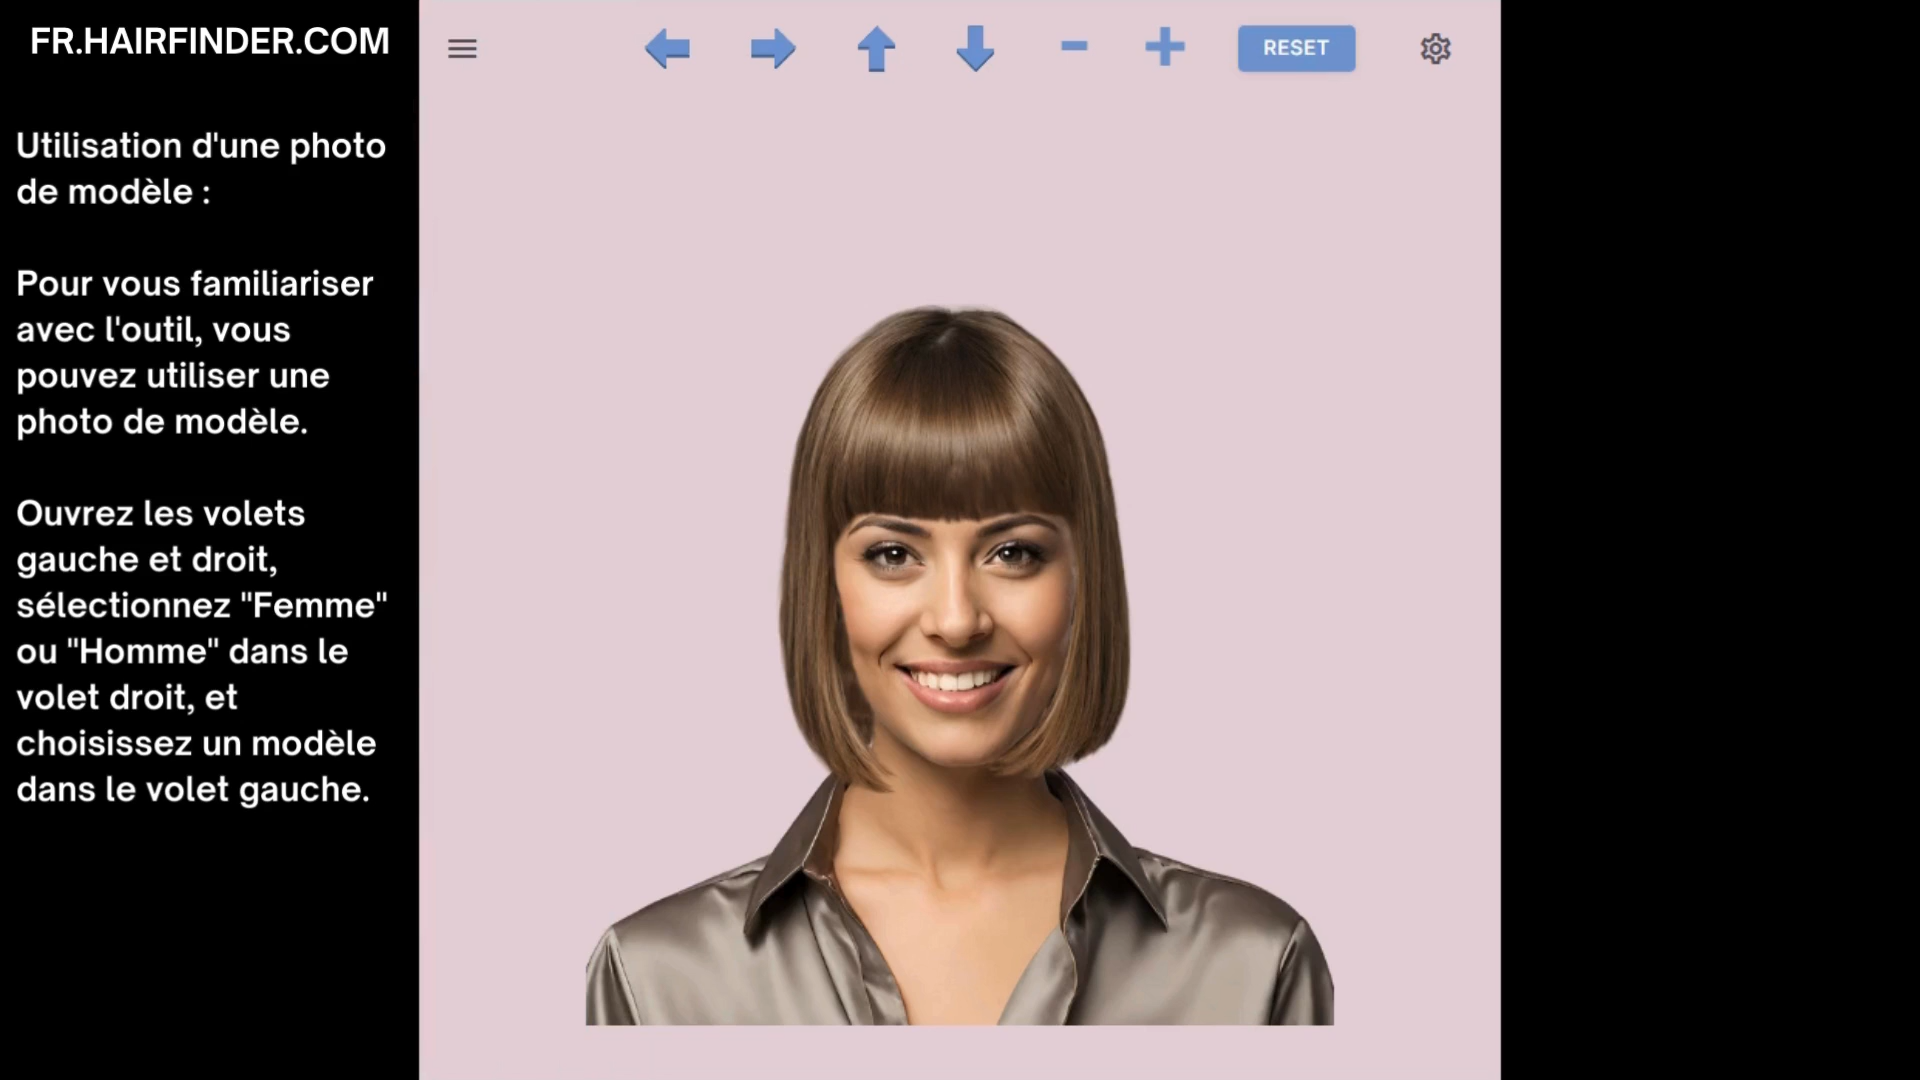 FR.HAIRFINDER.COM
RESET
Utilisation d'une photo
de modèle :
Pour vous familiariser
avec l'outil, vous
pouvez utiliser une
photo de modèle.
Ouvrez les volets
gauche et droit,
sélectionnez "Femme"
ou "Homme" dans le
volet droit, et
choisissez un modèle
dans le volet gauche.